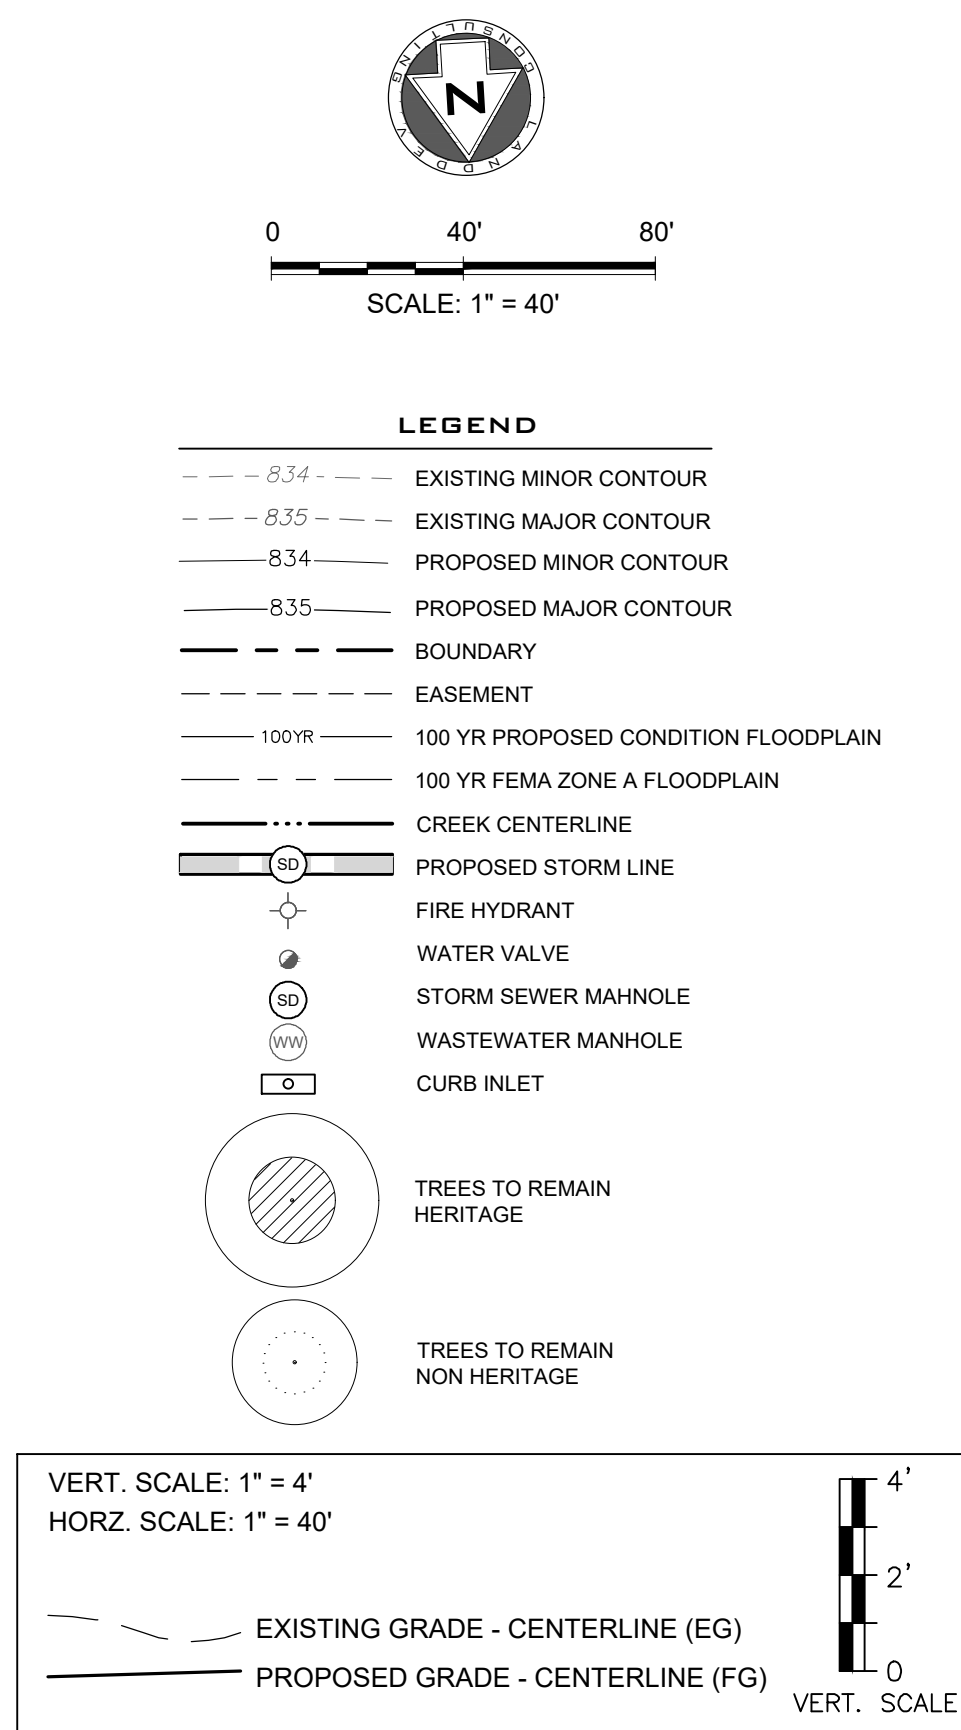 LANDDEV CONSULTING
N
0 40' 80'
SCALE: 1" = 40'
LEGEND
834 EXISTING MINOR CONTOUR
835 EXISTING MAJOR CONTOUR
834 PROPOSED MINOR CONTOUR
835 PROPOSED MAJOR CONTOUR
BOUNDARY
EASEMENT
100YR 100 YR PROPOSED CONDITION FLOODPLAIN
100 YR FEMA ZONE A FLOODPLAIN
CREEK CENTERLINE
SD PROPOSED STORM LINE
FIRE HYDRANT
WATER VALVE
SD STORM SEWER MAHNOLE
WW WASTEWATER MANHOLE
CURB INLET
TREES TO REMAIN
HERITAGE
TREES TO REMAIN
NON HERITAGE
VERT. SCALE: 1" = 4'
HORZ. SCALE: 1" = 40'
EXISTING GRADE - CENTERLINE (EG)
PROPOSED GRADE - CENTERLINE (FG)
4'
2'
0
VERT. SCALE